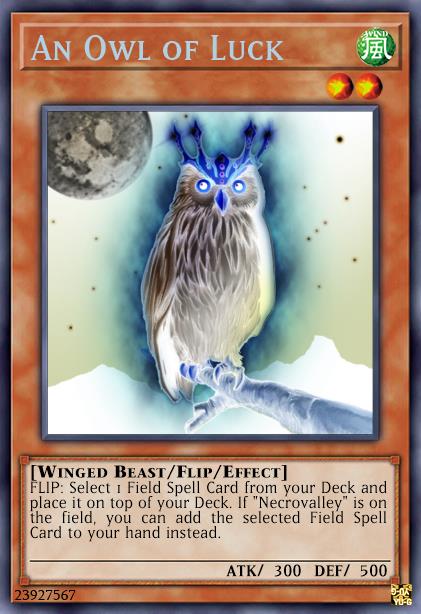 An Owl of Luck
WIND
風
[Winged Beast/Flip/Effect]
FLIP: Select 1 Field Spell Card from your Deck and
place it on top of your Deck. If "Necrovalley" is on
the field, you can add the selected Field Spell
Card to your hand instead.
ATK/ 300 DEF/ 500
23927567